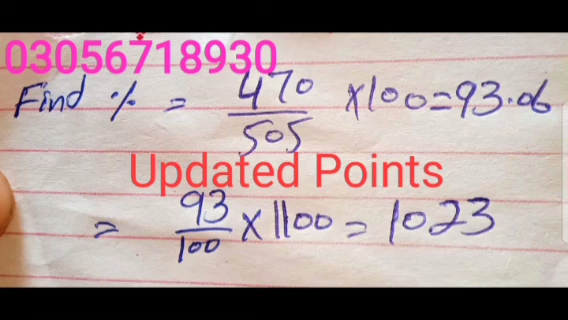 03056718930
Find % = 470/505 x100=93.06
Updated Points
= 93/100 x 1100 = 1023